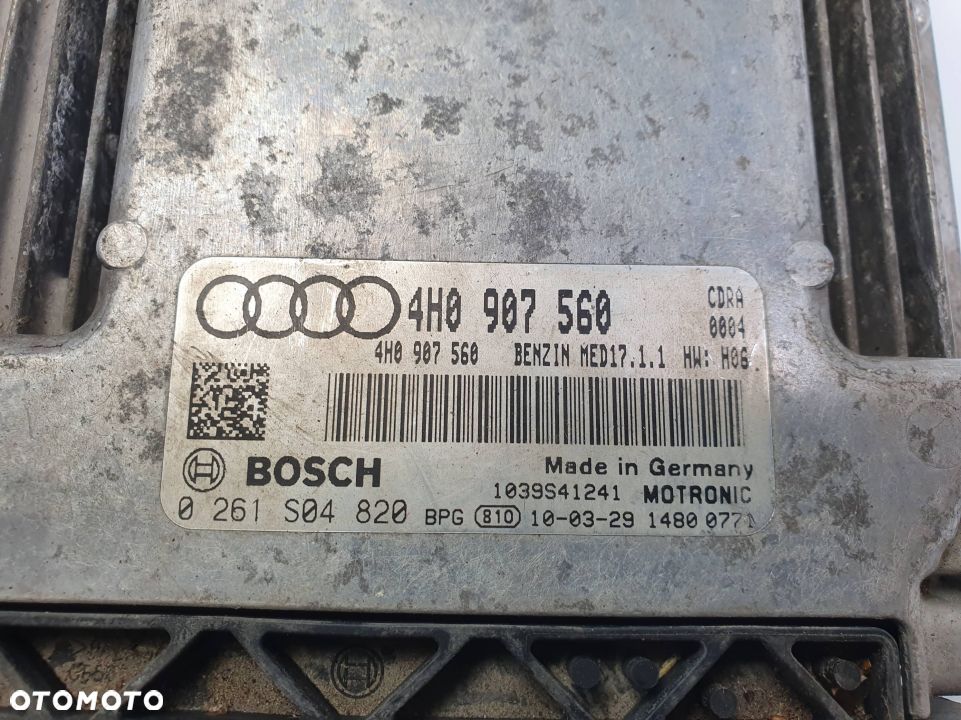 4H0 907 560 CDRA
0004
4H0 907 560 BENZIN MED17.1.1 HW: H06
BOSCH Made in Germany
1039S41241 MOTRONIC
0 261 S04 820 BPG 810 10-03-29 1480 0771
OTOMOTO